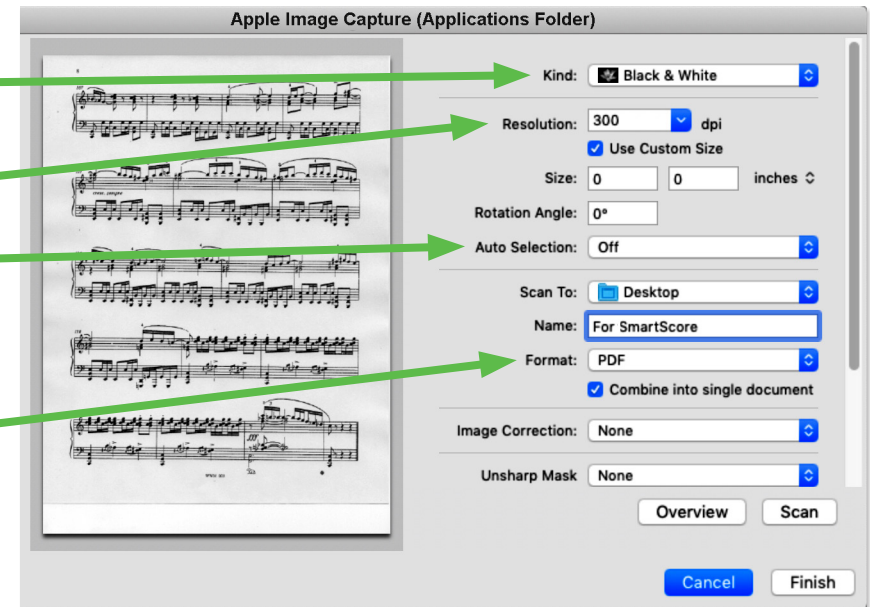 Apple Image Capture (Applications Folder)
Kind: Black & White
Resolution: 300 dpi
Use Custom Size
Size: 0 0 inches
Rotation Angle: 0°
Auto Selection: Off
Scan To: Desktop
Name: For SmartScore
Format: PDF
Combine into single document
Image Correction: None
Unsharp Mask None
Overview Scan
Cancel Finish